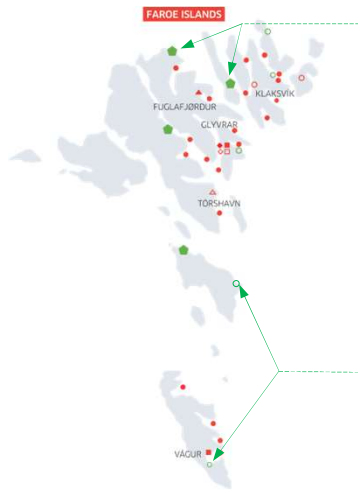 FAROE ISLANDS
KLAKSVÍK
FUGLAFJØRÐUR
GLYVRAR
TÓRSHAVN
VÁGUR